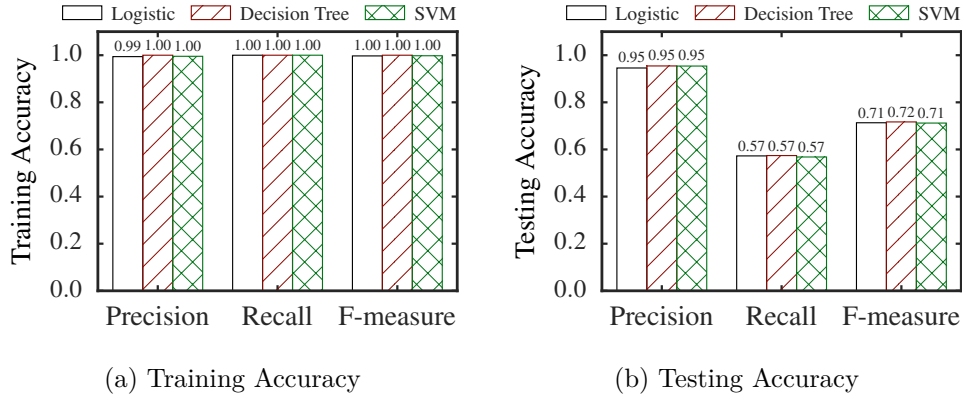 Logistic Decision Tree SVM
0.99 1.00 1.00 1.00 1.00 1.00 1.00 1.00 1.00
1.0
0.8
0.6
0.4
0.2
0.0
Training Accuracy
Precision Recall F-measure
(a) Training Accuracy
Logistic Decision Tree SVM
0.95 0.95 0.95
0.57 0.57 0.57
0.71 0.72 0.71
1.0
0.8
0.6
0.4
0.2
0.0
Testing Accuracy
Precision Recall F-measure
(b) Testing Accuracy